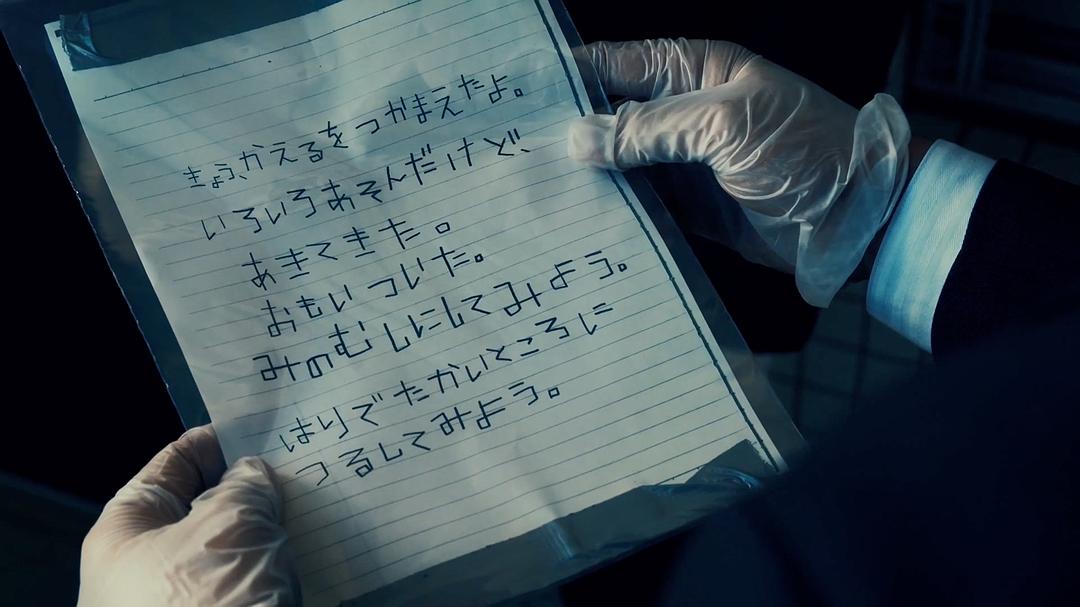 きょう、かえるをつかまえたよ。
いろいろあそんだけど、
あきてきた。
おもいついた。
みのむしにしてみよう。
はりでたかいところに
つるしてみよう。